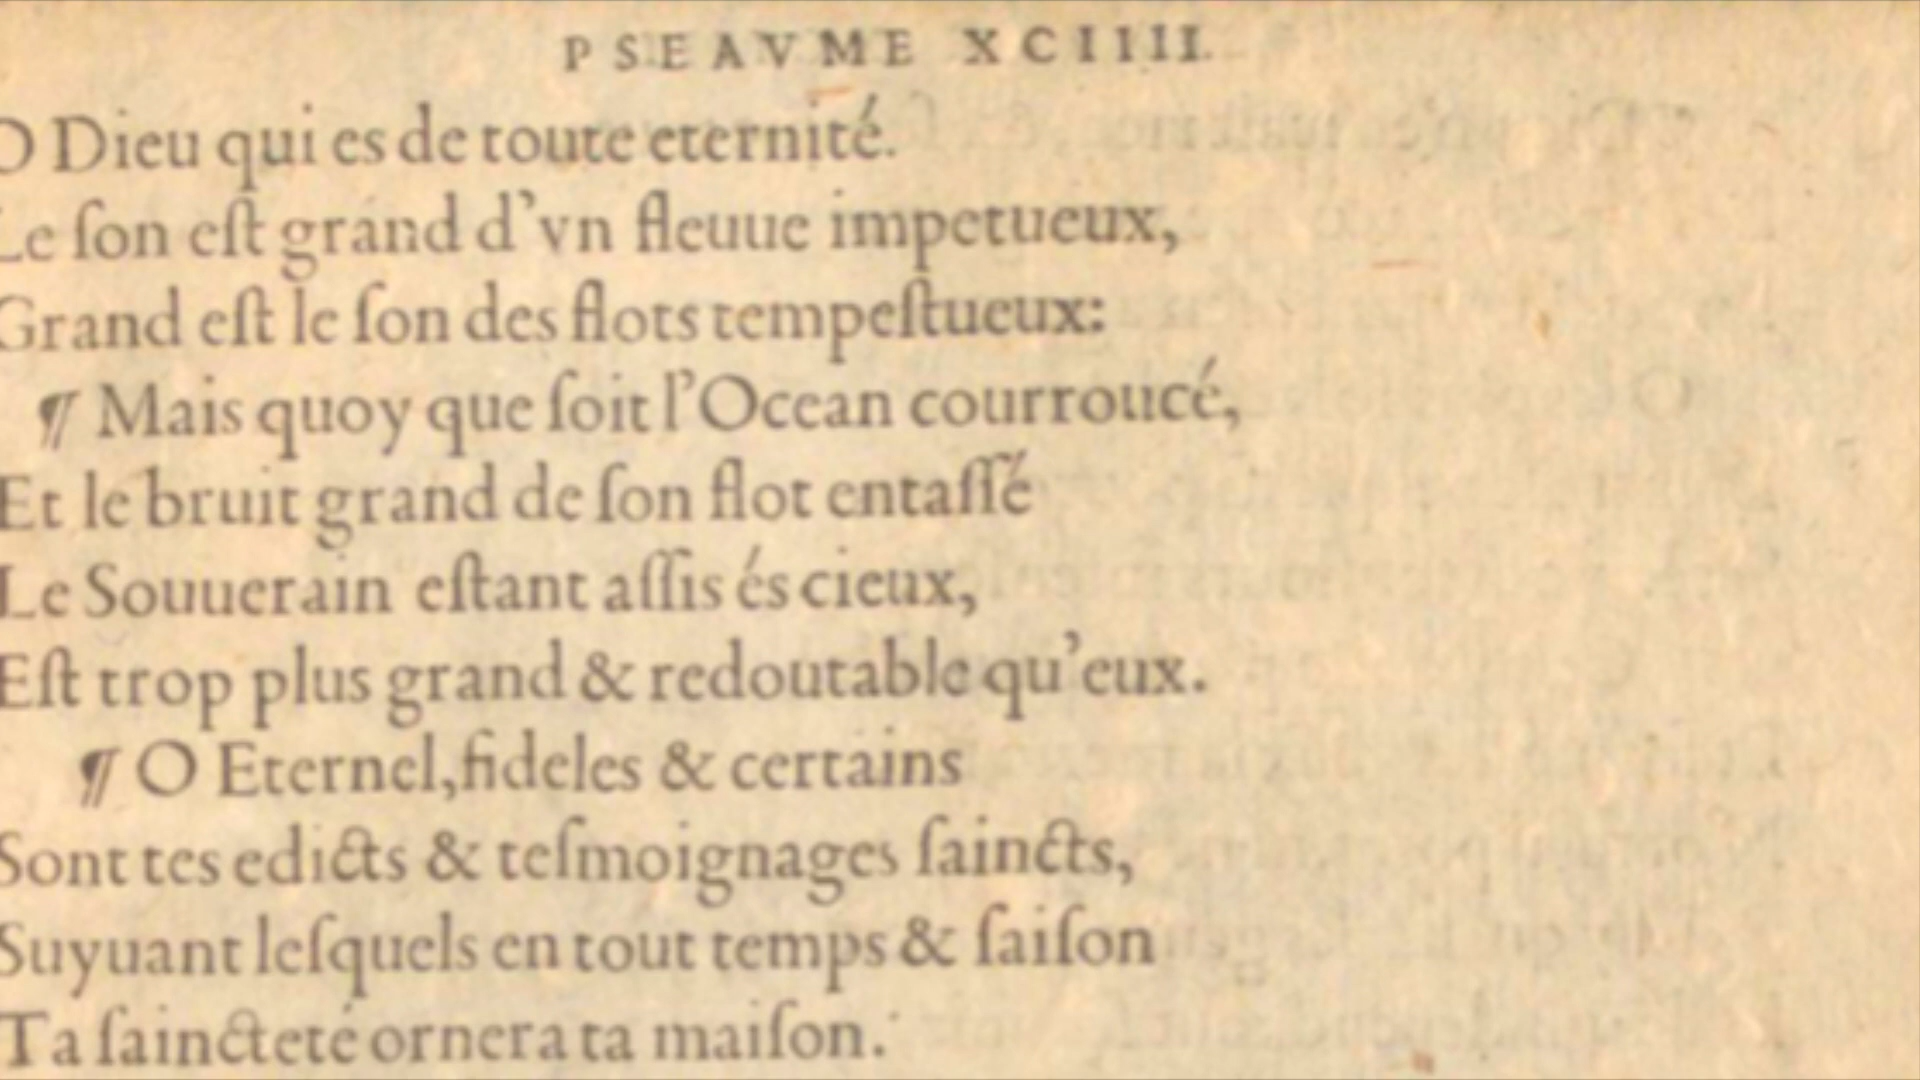 PSEAVME XCIIII.
O Dieu qui es de toute eternité.
Le ſon eſt grand d'vn fleuue impetueux,
Grand eſt le ſon des flots tempeſtueux:
¶ Mais quoy que ſoit l'Ocean courroucé,
Et le bruit grand de ſon flot entaſſé
Le Souuerain eſtant aſſis és cieux,
Eſt trop plus grand & redoutable qu'eux.
¶ O Eternel, fideles & certains
Sont tes edicts & teſmoignages ſaincts,
Suyuant leſquels en tout temps & ſaiſon
Ta ſaincteté ornera ta maiſon.